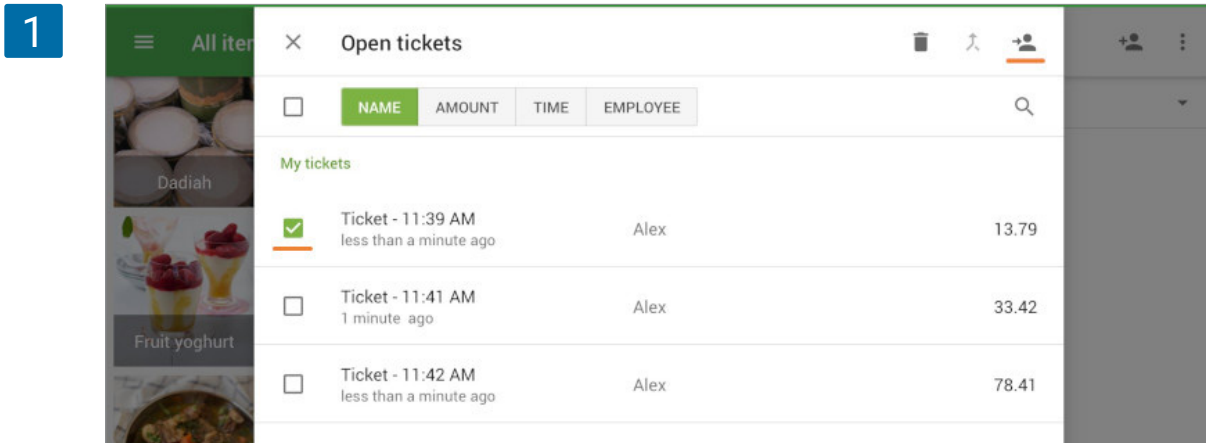 1
All iter
Open tickets
NAME AMOUNT TIME EMPLOYEE
My tickets
Dadiah
Ticket - 11:39 AM
less than a minute ago
Alex
13.79
Ticket - 11:41 AM
1 minute ago
Alex
33.42
Fruit yoghurt
Ticket - 11:42 AM
less than a minute ago
Alex
78.41